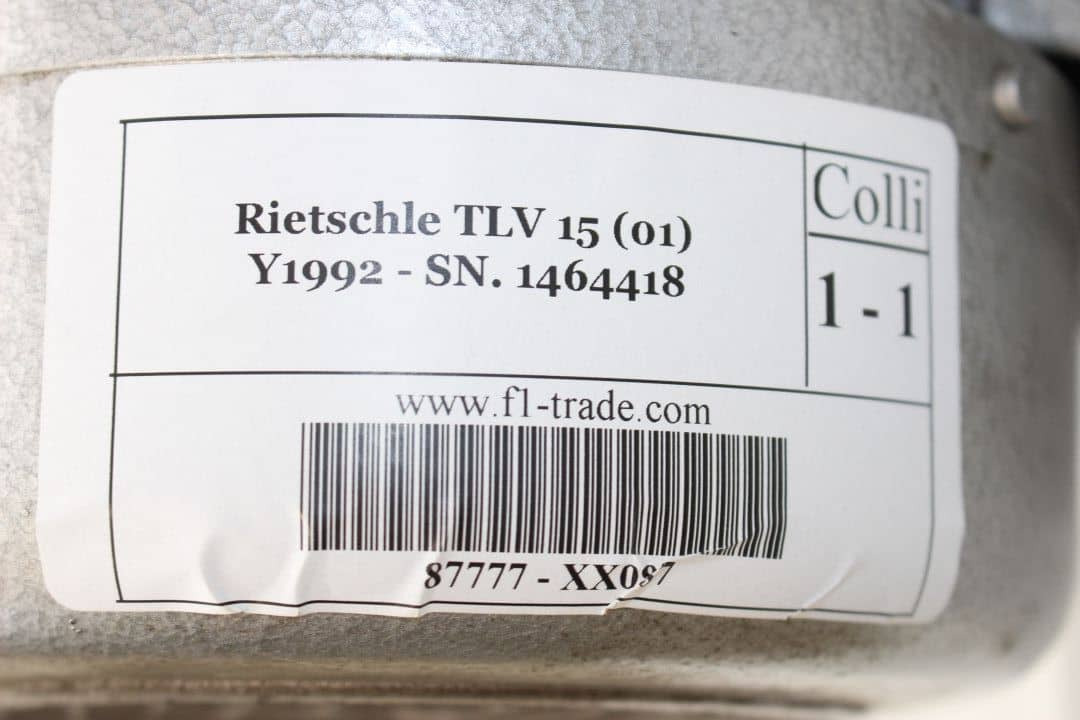 Rietschle TLV 15 (01)
Y1992 - SN. 1464418
Colli
1 - 1
www.f1-trade.com
87777 - XX087